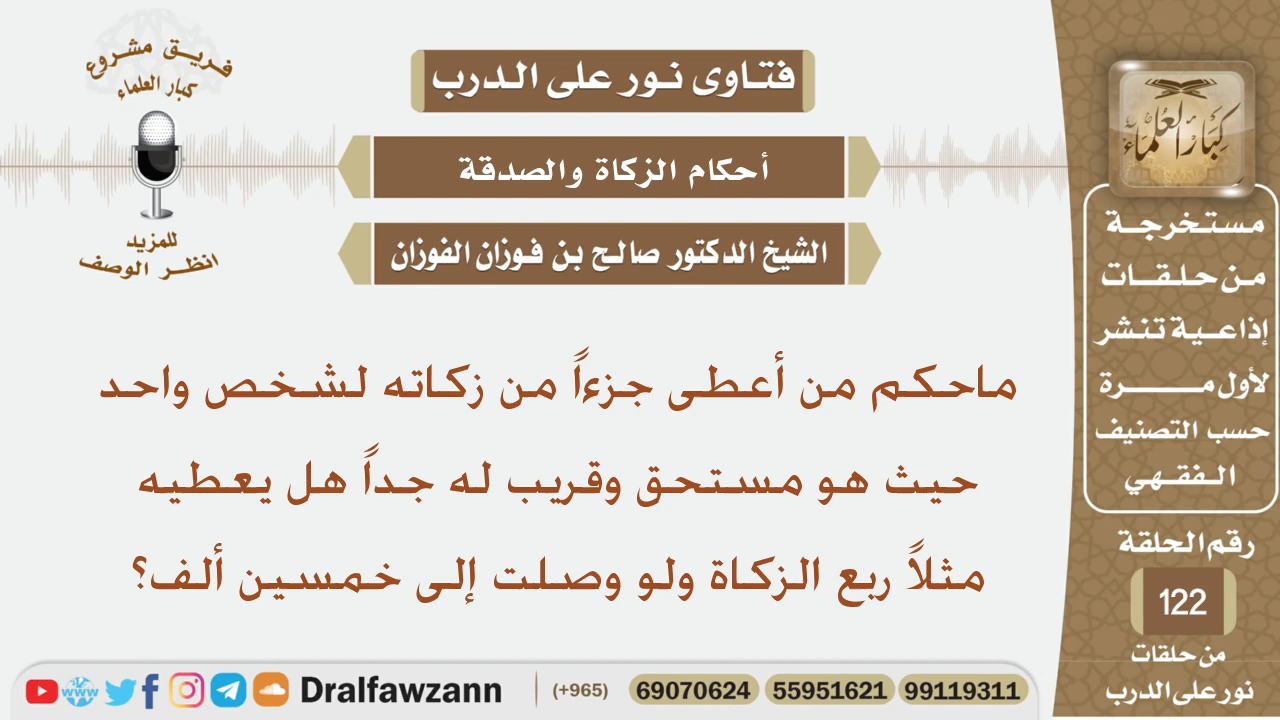 فريق مشروع
كبار العلماء
للمزيد
انظر الوصف
فتاوى نور على الدرب
أحكام الزكاة والصدقة
الشيخ الدكتور صالح بن فوزان الفوزان
ماحكم من أعطى جزءاً من زكاته لشخص واحد
حيث هو مستحق وقريب له جداً هل يعطيه
مثلاً ربع الزكاة ولو وصلت إلى خمسين ألف؟
كبار العلماء
مستخرجة
من حلقات
إذاعية تنشر
لأول مرة
حسب التصنيف
الفقهي
رقم الحلقة
122
من حلقات
نور على الدرب
www
Dralfawzann
(+965) 69070624 55951621 99119311